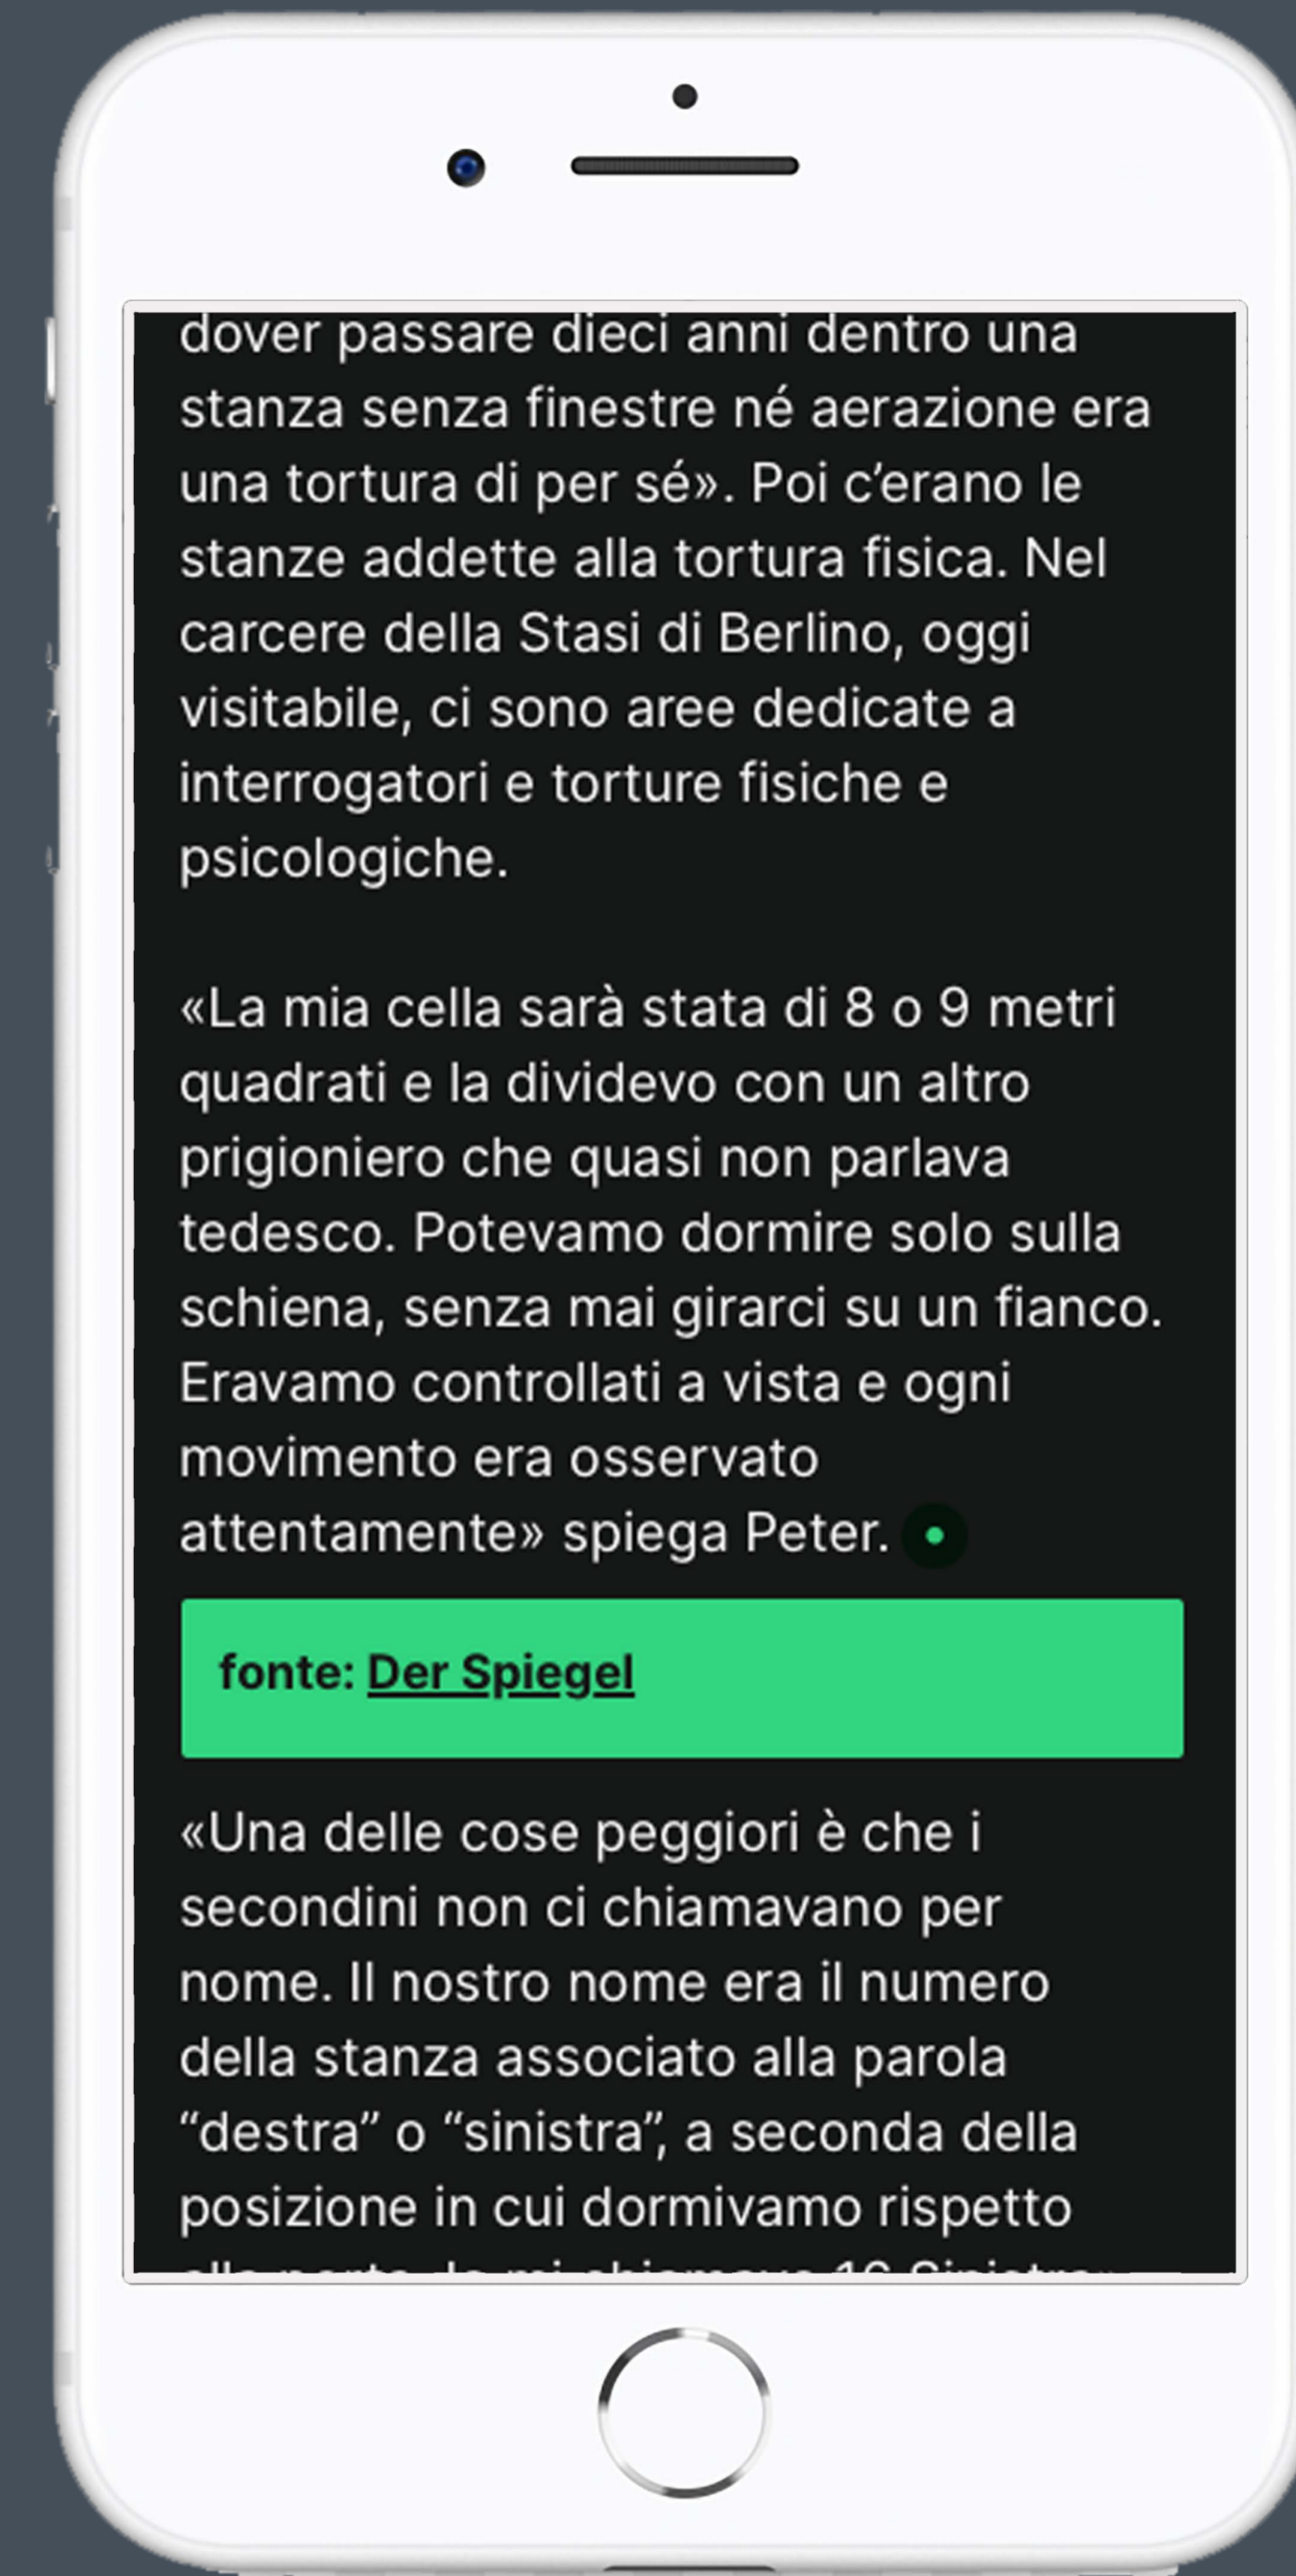 dover passare dieci anni dentro una
stanza senza finestre né aerazione era
una tortura di per sé». Poi c’erano le
stanze addette alla tortura fisica. Nel
carcere della Stasi di Berlino, oggi
visitabile, ci sono aree dedicate a
interrogatori e torture fisiche e
psicologiche.
«La mia cella sarà stata di 8 o 9 metri
quadrati e la dividevo con un altro
prigioniero che quasi non parlava
tedesco. Potevamo dormire solo sulla
schiena, senza mai girarci su un fianco.
Eravamo controllati a vista e ogni
movimento era osservato
attentamente» spiega Peter.
fonte: Der Spiegel
«Una delle cose peggiori è che i
secondini non ci chiamavano per
nome. Il nostro nome era il numero
della stanza associato alla parola
“destra” o “sinistra”, a seconda della
posizione in cui dormivamo rispetto